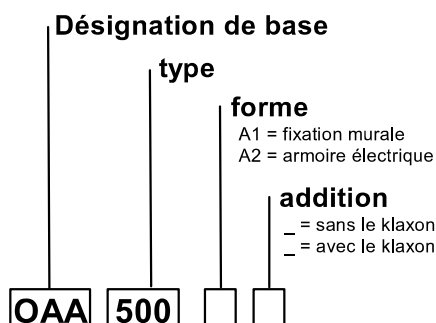 Désignation de base
type
forme
A1 = fixation murale
A2 = armoire électrique
addition
_ = sans le klaxon
_ = avec le klaxon
OAA 500